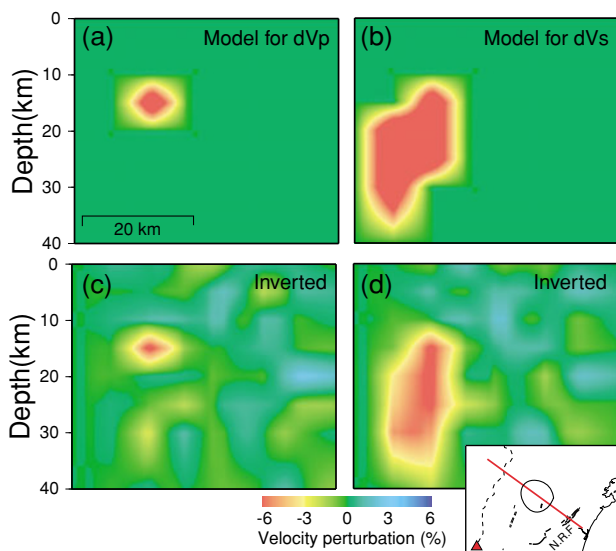 (a) Model for dVp
(b) Model for dVs
0
10
20
30
40
Depth(km)
20 km
(c) Inverted
(d) Inverted
0
10
20
30
40
Depth(km)
-6 -3 0 3 6
Velocity perturbation (%)
N.R.F